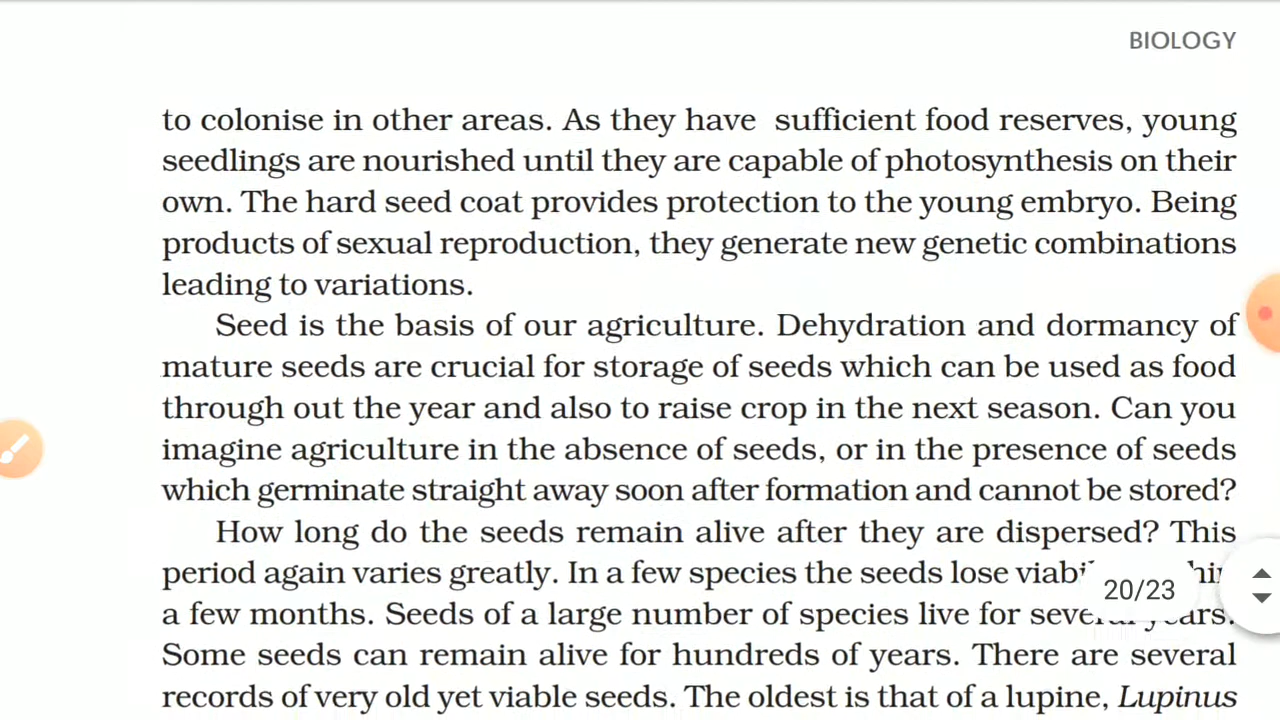 BIOLOGY
to colonise in other areas. As they have sufficient food reserves, young
seedlings are nourished until they are capable of photosynthesis on their
own. The hard seed coat provides protection to the young embryo. Being
products of sexual reproduction, they generate new genetic combinations
leading to variations.
Seed is the basis of our agriculture. Dehydration and dormancy of
mature seeds are crucial for storage of seeds which can be used as food
through out the year and also to raise crop in the next season. Can you
imagine agriculture in the absence of seeds, or in the presence of seeds
which germinate straight away soon after formation and cannot be stored?
How long do the seeds remain alive after they are dispersed? This
period again varies greatly. In a few species the seeds lose
20/23
a few months. Seeds of a large number of species live for several years.
Some seeds can remain alive for hundreds of years. There are several
records of very old yet viable seeds. The oldest is that of a lupine, Lupinus